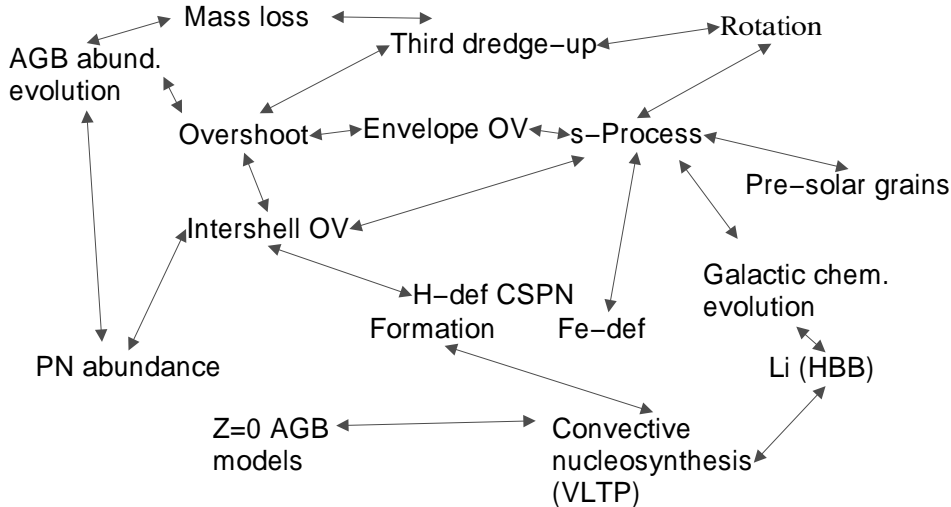 Mass loss
Third dredge−up
Rotation
AGB abund.
evolution
Overshoot
Envelope OV
s−Process
Pre−solar grains
Intershell OV
Galactic chem.
evolution
H−def CSPN
Formation
Fe−def
PN abundance
Li (HBB)
Z=0 AGB
models
Convective
nucleosynthesis
(VLTP)